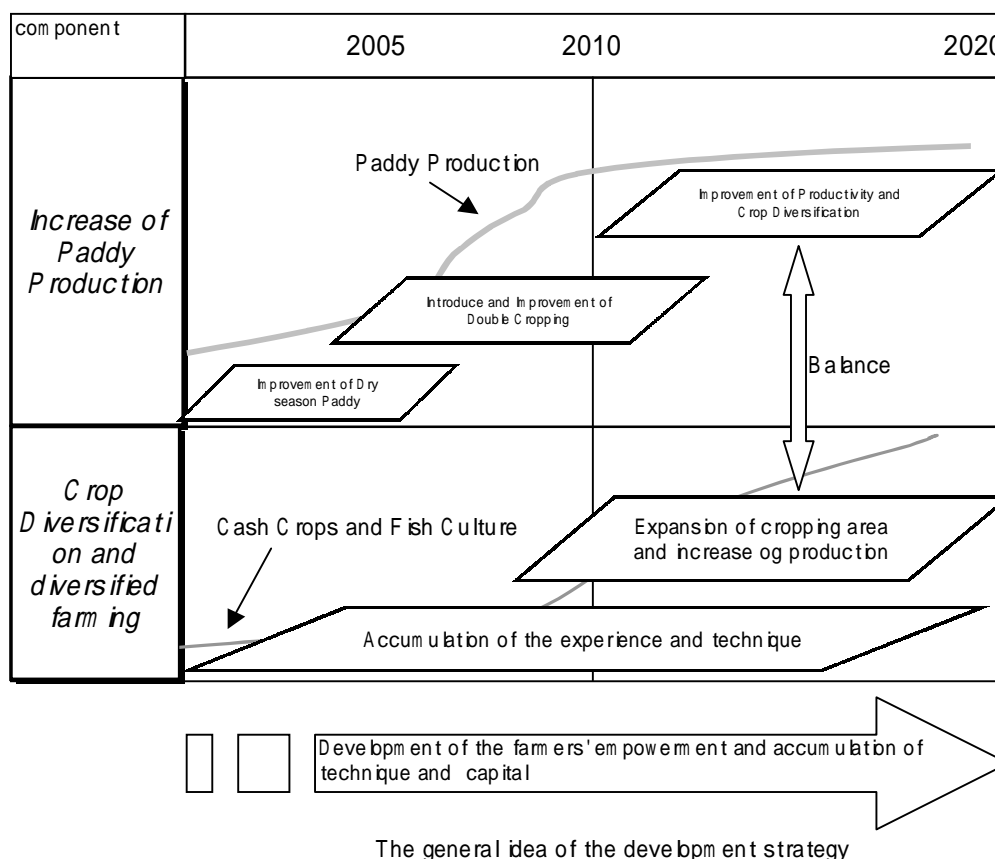 component
2005 2010 2020
Paddy Production
Increase of
Paddy
Production
Improvement of Productivity and
Crop Diversification
Introduce and Improvement of
Double Cropping
Balance
Improvement of Dry
season Paddy
Crop
Diversificati
on and
diversified
farming
Cash Crops and Fish Culture
Expansion of cropping area
and increase og production
Accumulation of the experience and technique
Development of the farmers' empowerment and accumulation of
technique and capital
The general idea of the development strategy